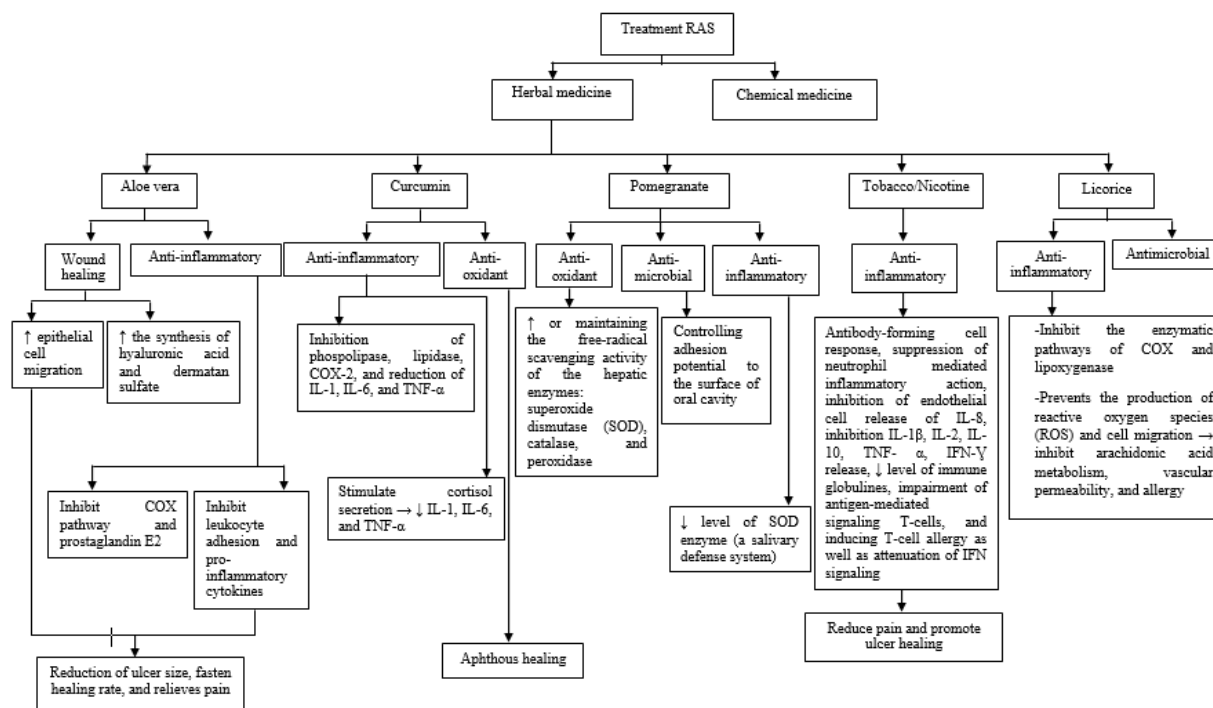 Treatment RAS
Herbal medicine
Chemical medicine
Aloe vera
Curcumin
Pomegranate
Tobacco/Nicotine
Licorice
Wound
healing
Anti-inflammatory
Anti-inflammatory
Anti-
oxidant
Anti-
oxidant
Anti-
microbial
Anti-
inflammatory
Anti-
inflammatory
Anti-
inflammatory
Antimicrobial
↑ epithelial
cell
migration
↑ the synthesis of
hyaluronic acid
and dermatan
sulfate
Inhibition of
phospolipase, lipidase,
COX-2, and reduction of
IL-1, IL-6, and TNF-α
↑ or maintaining
the free-radical
scavenging activity
of the hepatic
enzymes:
superoxide
dismutase (SOD),
catalase, and
peroxidase
Controlling
adhesion
potential to
the surface of
oral cavity
Antibody-forming cell
response, suppression of
neutrophil mediated
inflammatory action,
inhibition of endothelial
cell release of IL-8,
inhibition IL-1β, IL-2, IL-
10, TNF- α, IFN-Ɣ
release, ↓ level of immune
globulines, impairment of
antigen-mediated
signaling T-cells, and
inducing T-cell allergy as
well as attenuation of IFN
signaling
-Inhibit the enzymatic
pathways of COX and
lipoxygenase
-Prevents the production of
reactive oxygen species
(ROS) and cell migration →
inhibit arachidonic acid
metabolism, vascular
permeability, and allergy
Inhibit COX
pathway and
prostaglandin E2
Inhibit
leukocyte
adhesion and
pro-
inflammatory
cytokines
Stimulate cortisol
secretion → ↓ IL-1, IL-6,
and TNF-α
↓ level of SOD
enzyme (a salivary
defense system)
Reduce pain and promote
ulcer healing
Aphthous healing
Reduction of ulcer size, fasten
healing rate, and relieves pain